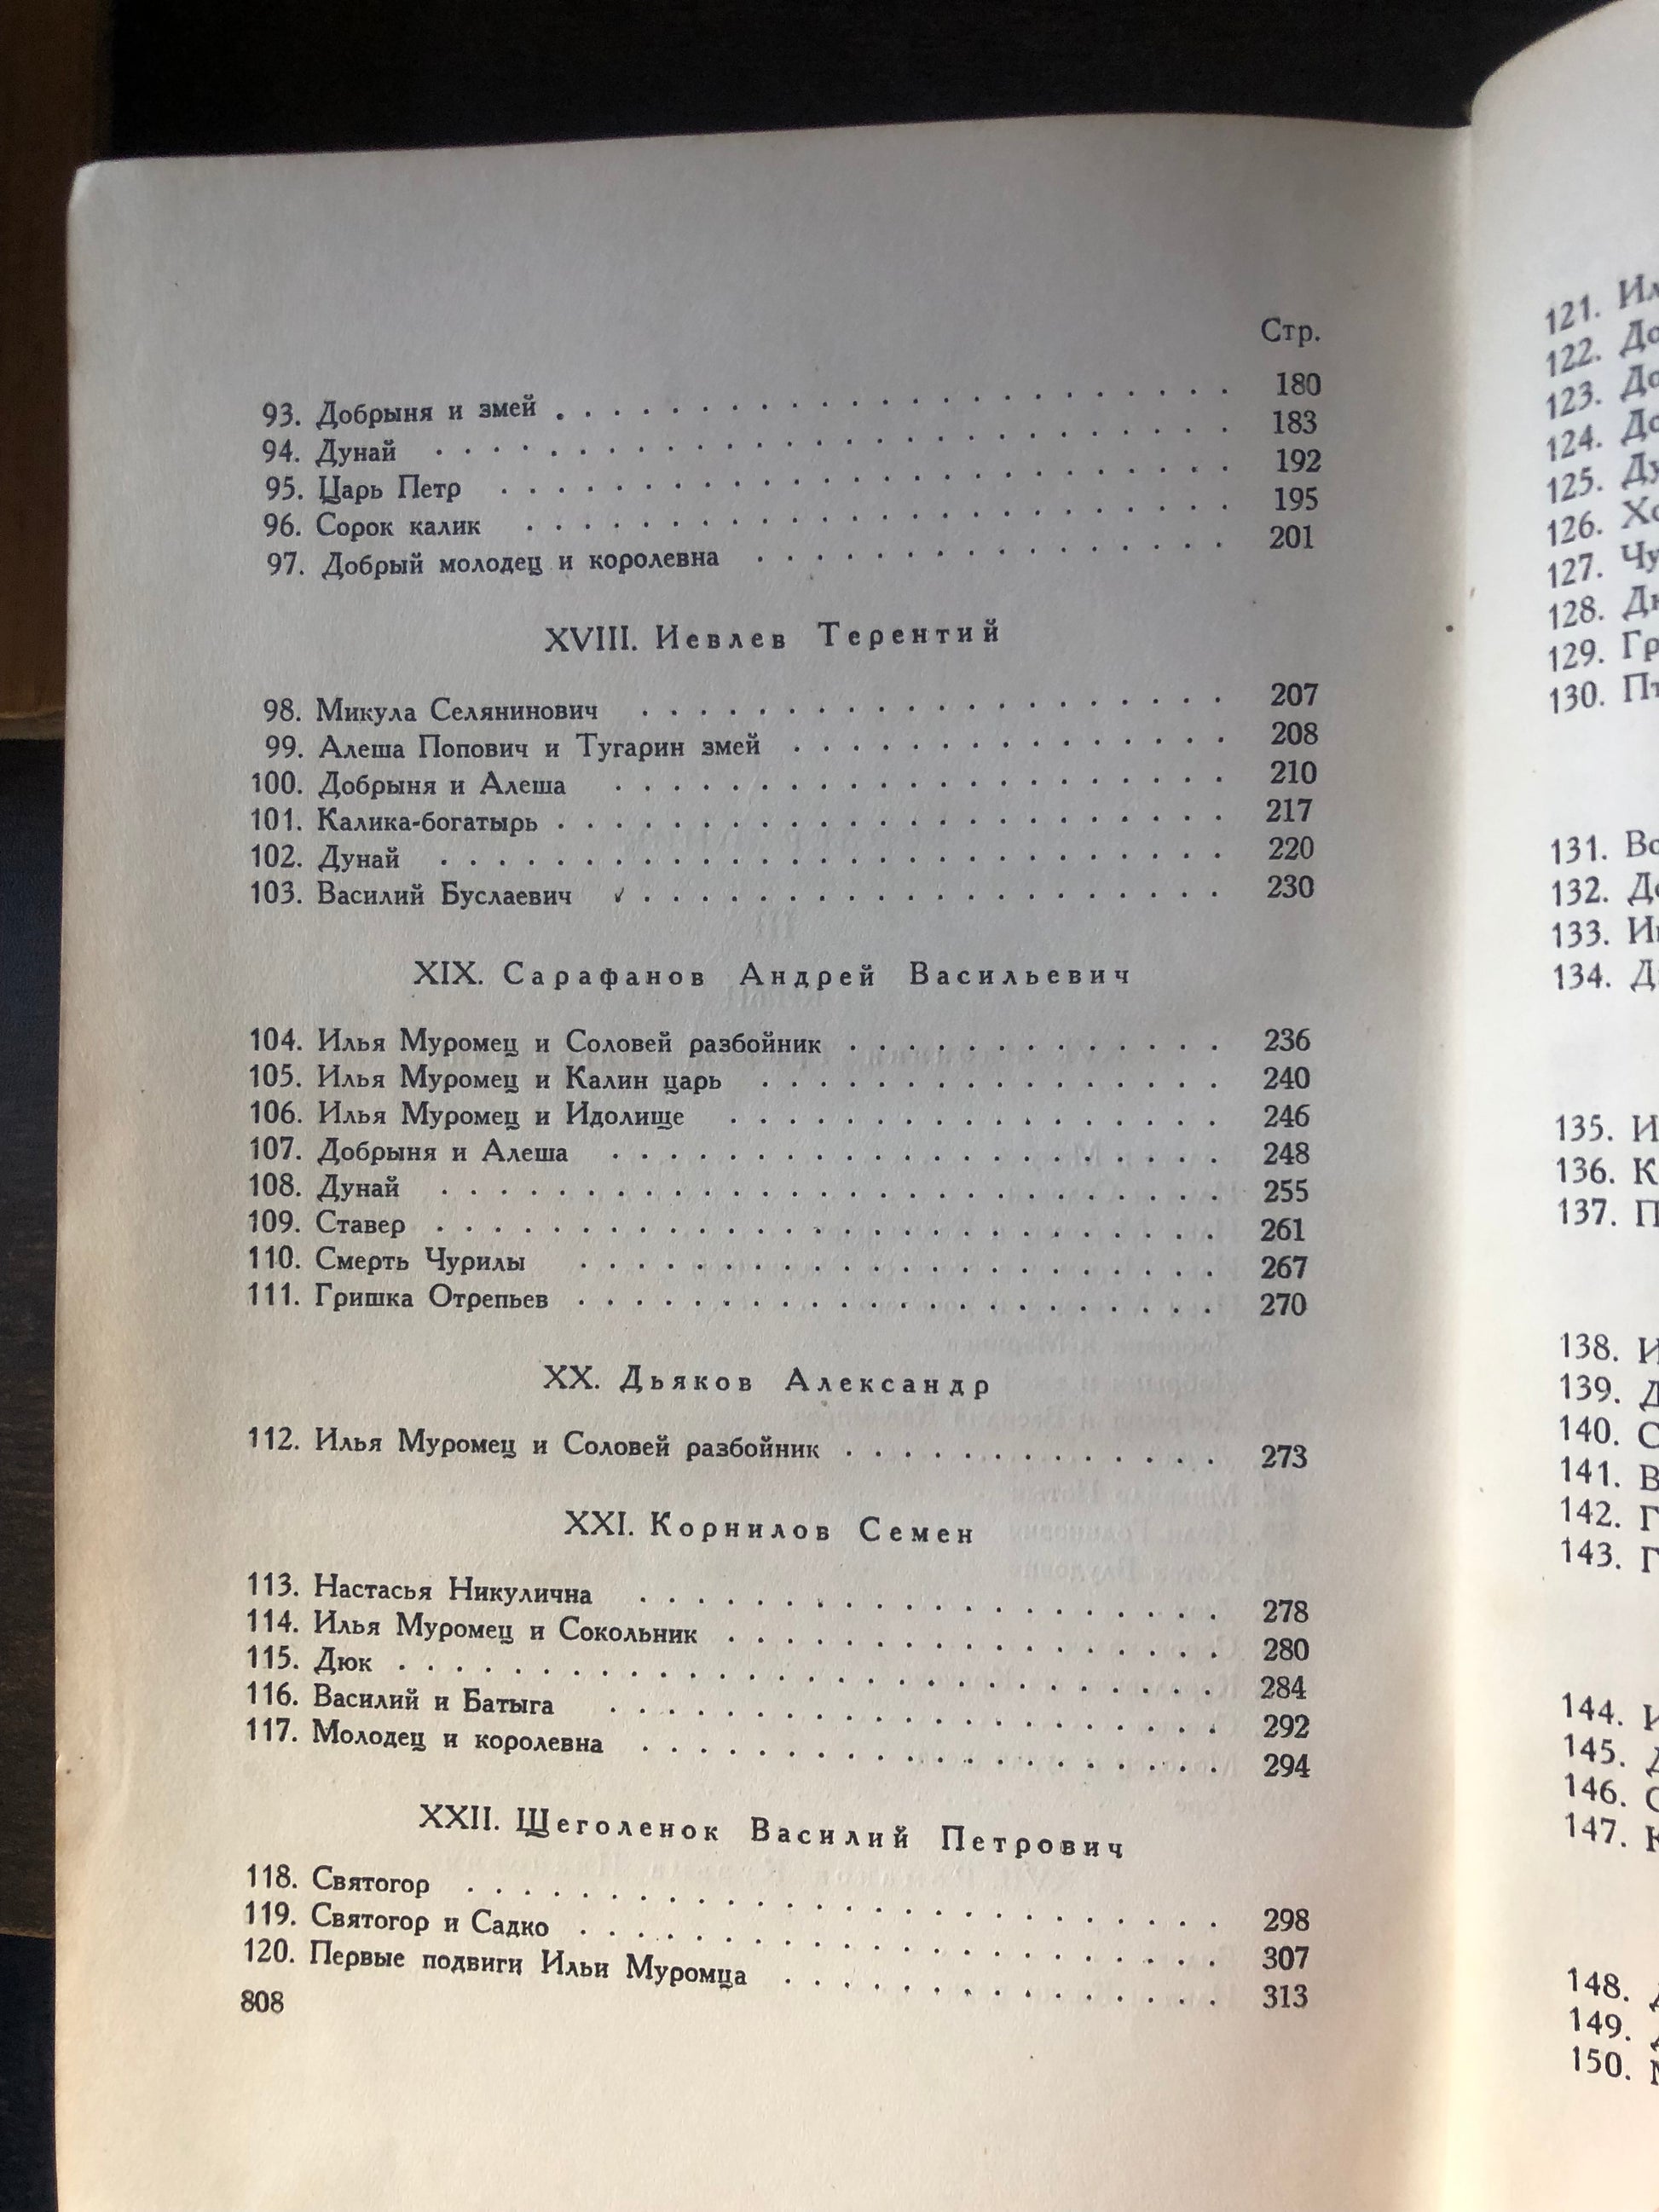 Стр.
93. Добрыня и змей . . . . . . . . . . . . . . . . . . . . . . . . 180
94. Дунай . . . . . . . . . . . . . . . . . . . . . . . . . . . . 183
95. Царь Петр . . . . . . . . . . . . . . . . . . . . . . . . . . 192
96. Сорок калик . . . . . . . . . . . . . . . . . . . . . . . . . 195
97. Добрый молодец и королевна . . . . . . . . . . . . . . . . . 201
XVIII. Иевлев Терентий
98. Микула Селянинович . . . . . . . . . . . . . . . . . . . . . 207
99. Алеша Попович и Тугарин змей . . . . . . . . . . . . . . . . 208
100. Добрыня и Алеша . . . . . . . . . . . . . . . . . . . . . . 210
101. Калика-богатырь . . . . . . . . . . . . . . . . . . . . . . . . 217
102. Дунай . . . . . . . . . . . . . . . . . . . . . . . . . . . . 220
103. Василий Буслаевич ✓ . . . . . . . . . . . . . . . . . . . . . 230
XIX. Сарафанов Андрей Васильевич
104. Илья Муромец и Соловей разбойник . . . . . . . . . . . . . . 236
105. Илья Муромец и Калин царь . . . . . . . . . . . . . . . . . 240
106. Илья Муромец и Идолище . . . . . . . . . . . . . . . . . . 246
107. Добрыня и Алеша . . . . . . . . . . . . . . . . . . . . . . 248
108. Дунай . . . . . . . . . . . . . . . . . . . . . . . . . . . . 255
109. Ставер . . . . . . . . . . . . . . . . . . . . . . . . . . . . 261
110. Смерть Чурилы . . . . . . . . . . . . . . . . . . . . . . . 267
111. Гришка Отрепьев . . . . . . . . . . . . . . . . . . . . . . . 270
XX. Дьяков Александр
112. Илья Муромец и Соловей разбойник . . . . . . . . . . . . . . 273
XXI. Корнилов Семен
113. Настасья Никулична . . . . . . . . . . . . . . . . . . . . . 278
114. Илья Муромец и Сокольник . . . . . . . . . . . . . . . . . . 280
115. Дюк . . . . . . . . . . . . . . . . . . . . . . . . . . . . . 284
116. Василий и Батыга . . . . . . . . . . . . . . . . . . . . . . 292
117. Молодец и королевна . . . . . . . . . . . . . . . . . . . . . 294
XXII. Щеголенок Василий Петрович
118. Святогор . . . . . . . . . . . . . . . . . . . . . . . . . . . 298
119. Святогор и Садко . . . . . . . . . . . . . . . . . . . . . . . 307
120. Первые подвиги Ильи Муромца . . . . . . . . . . . . . . . . 313
808
121.
122.
123.
124.
125.
126.
127.
128.
129.
130.
131.
132.
133.
134.
135.
136.
137.
138.
139.
140.
141.
142.
143.
144.
145.
146.
147.
148.
149.
150.